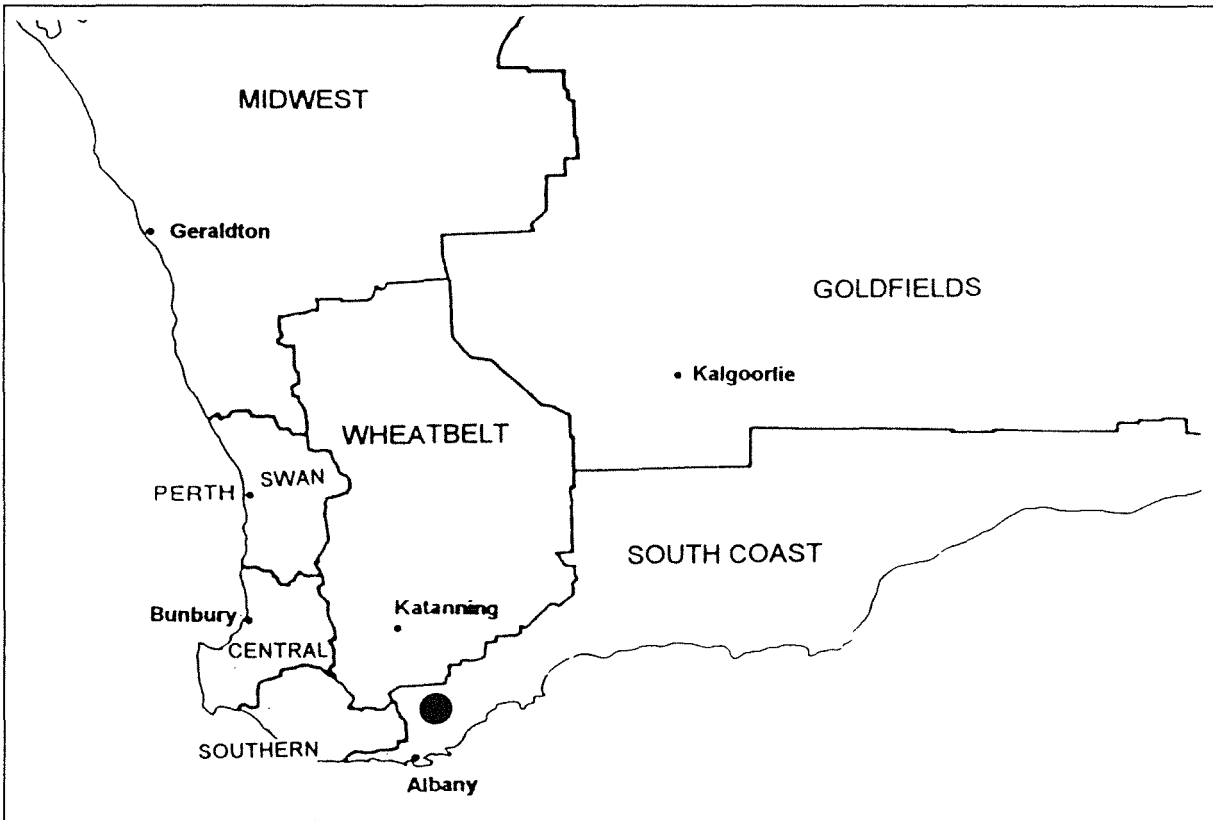 MIDWEST
Geraldton
GOLDFIELDS
Kalgoorlie
WHEATBELT
SWAN
PERTH
SOUTH COAST
Katanning
Bunbury
CENTRAL
SOUTHERN
Albany